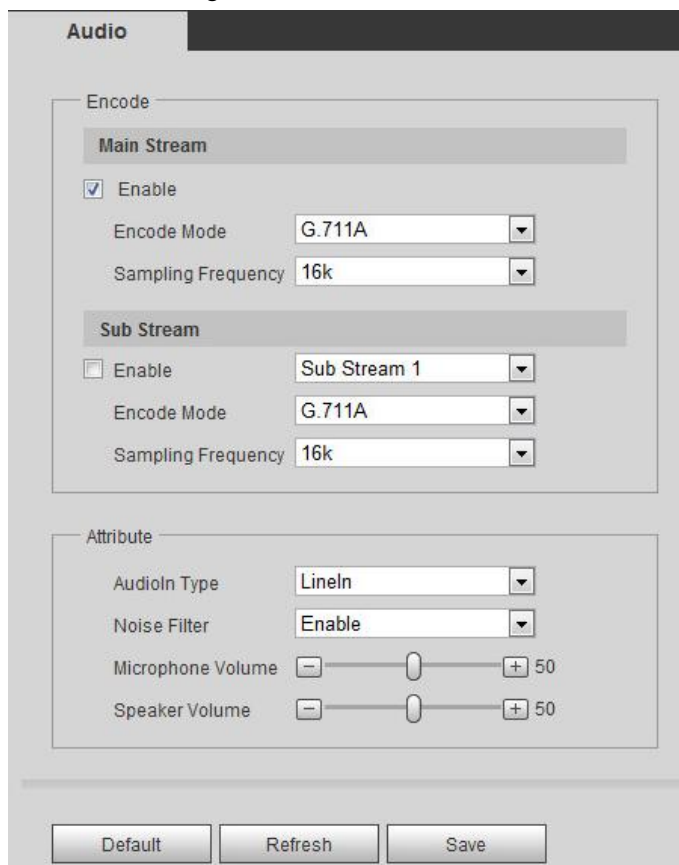 Audio
Encode
Main Stream
Enable
Encode Mode G.711A
Sampling Frequency 16k
Sub Stream
Enable Sub Stream 1
Encode Mode G.711A
Sampling Frequency 16k
Attribute
AudioIn Type LineIn
Noise Filter Enable
Microphone Volume 50
Speaker Volume 50
Default Refresh Save